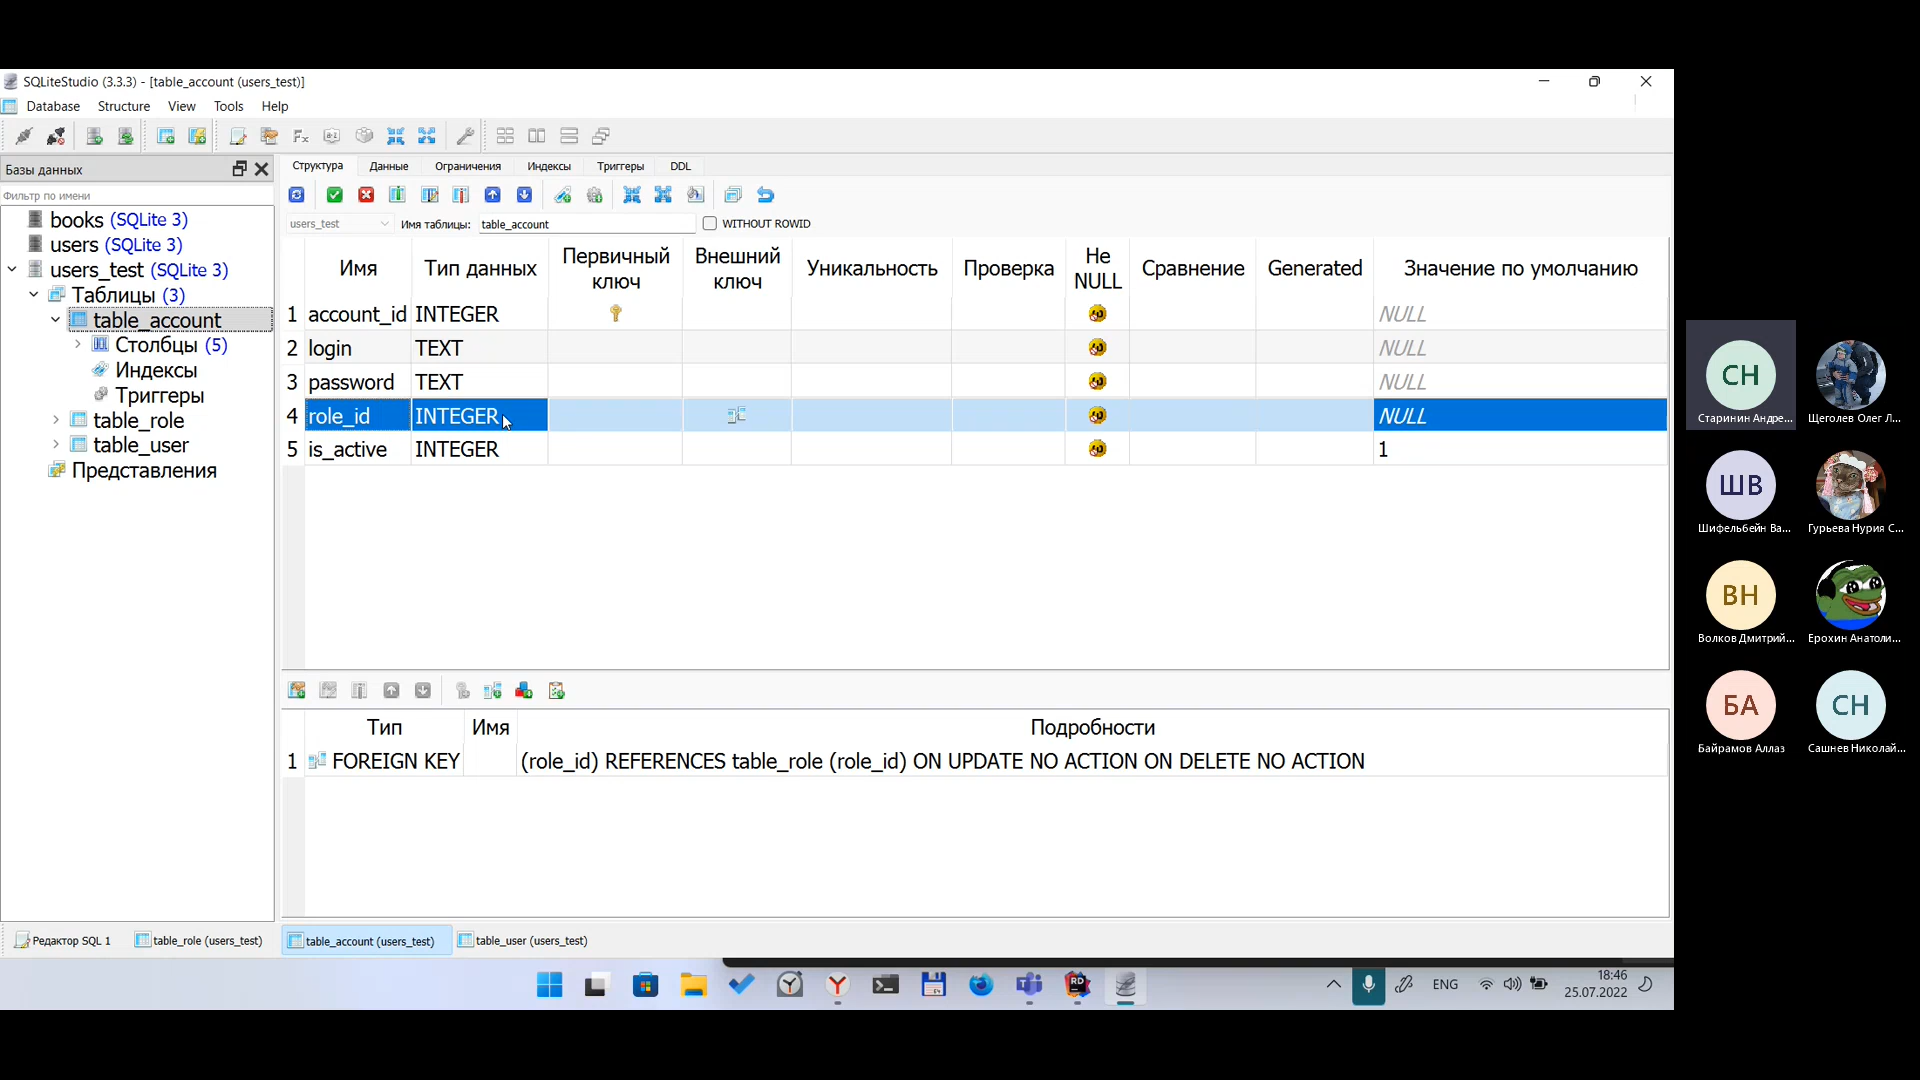 SQLiteStudio (3.3.3) - [table_account (users_test)]
Database Structure View Tools Help
Базы данных
Фильтр по имени
books (SQLite 3)
users (SQLite 3)
users_test (SQLite 3)
Таблицы (3)
table_account
Столбцы (5)
Индексы
Триггеры
table_role
table_user
Представления
Структура Данные Ограничения Индексы Триггеры DDL
users_test Имя таблицы: table_account WITHOUT ROWID
Имя Тип данных Первичный ключ Внешний ключ Уникальность Проверка Не NULL Сравнение Generated Значение по умолчанию
1 account_id INTEGER NULL
2 login TEXT NULL
3 password TEXT NULL
4 role_id INTEGER NULL
5 is_active INTEGER 1
Тип Имя Подробности
1 FOREIGN KEY (role_id) REFERENCES table_role (role_id) ON UPDATE NO ACTION ON DELETE NO ACTION
Редактор SQL 1 table_role (users_test) table_account (users_test) table_user (users_test)
ENG
18:46
25.07.2022
СН
Старинин Андре...
Щеголев Олег Л...
ШВ
Шифельбейн Ва...
Гурьева Нурия С...
ВН
Волков Дмитрий...
Ерохин Анатоли...
БА
Байрамов Аллаз
СН
Сашнев Николай...